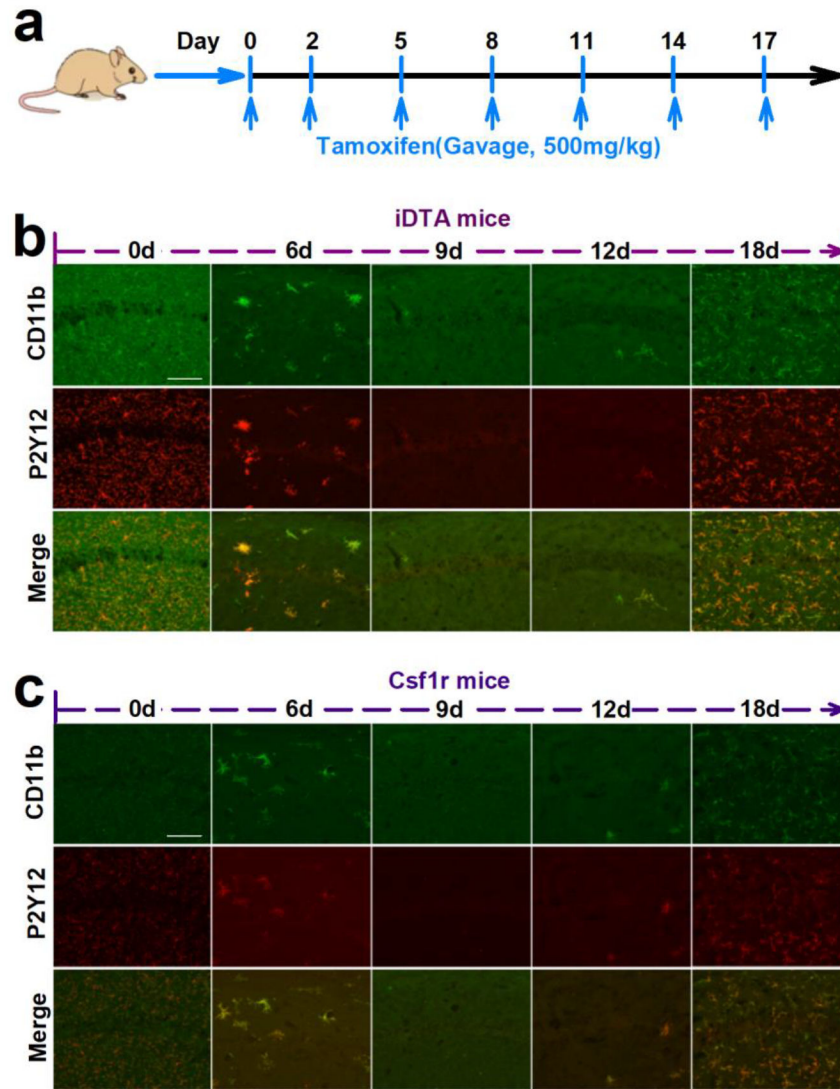 a
Day 0 2 5 8 11 14 17
Tamoxifen(Gavage, 500mg/kg)
b
iDTA mice
0d 6d 9d 12d 18d
CD11b
P2Y12
Merge
c
Csf1r mice
0d 6d 9d 12d 18d
CD11b
P2Y12
Merge